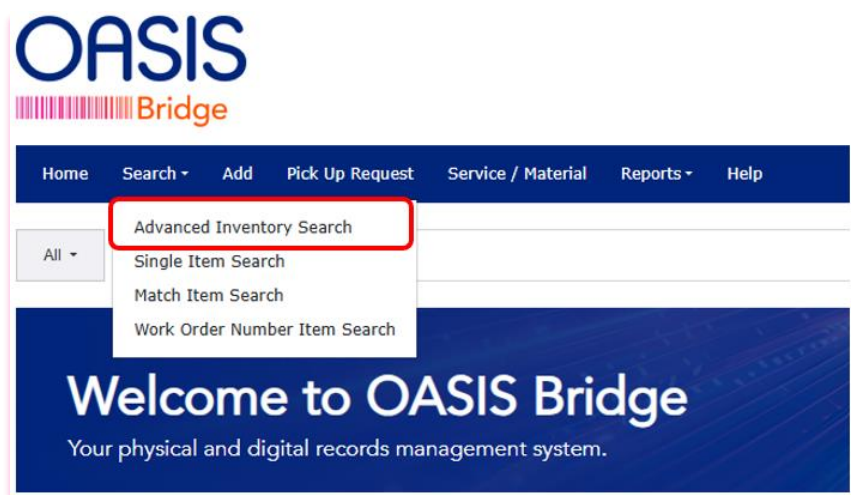 OASIS
Bridge
Home Search Add Pick Up Request Service / Material Reports Help
Advanced Inventory Search
All
Single Item Search
Match Item Search
Work Order Number Item Search
Welcome to OASIS Bridge
Your physical and digital records management system.